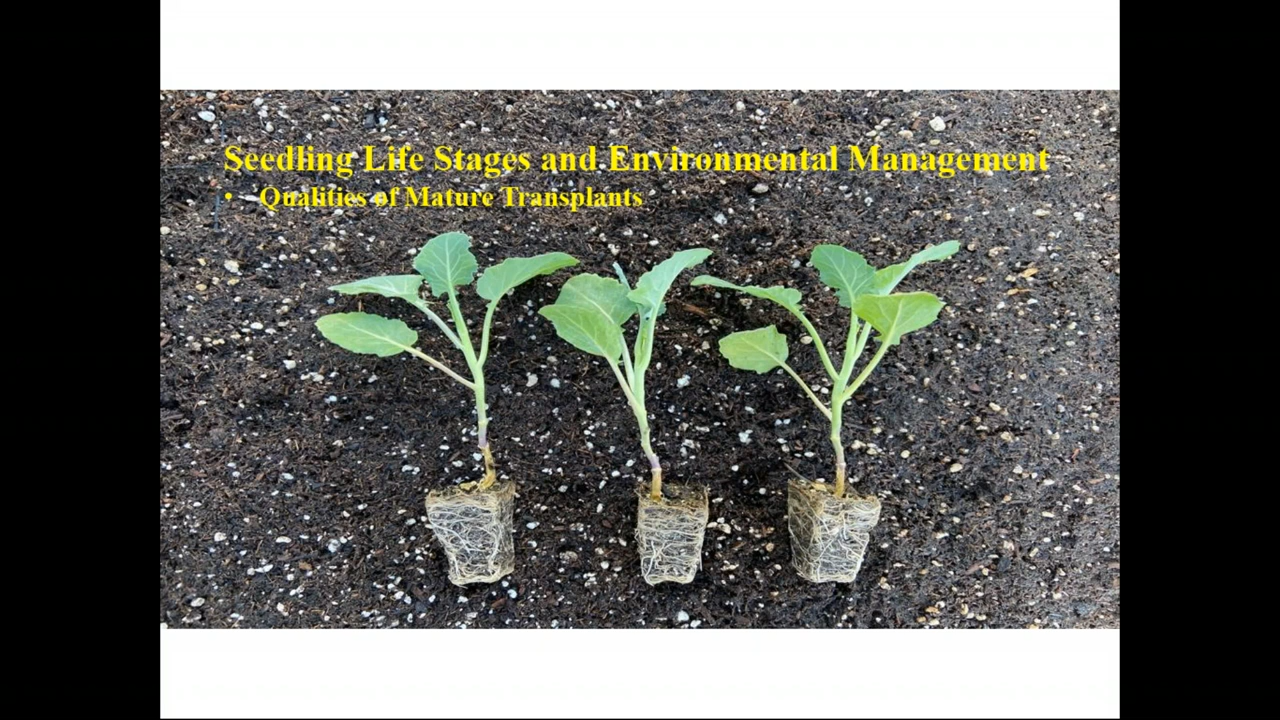 Seedling Life Stages and Environmental Management
• Qualities of Mature Transplants